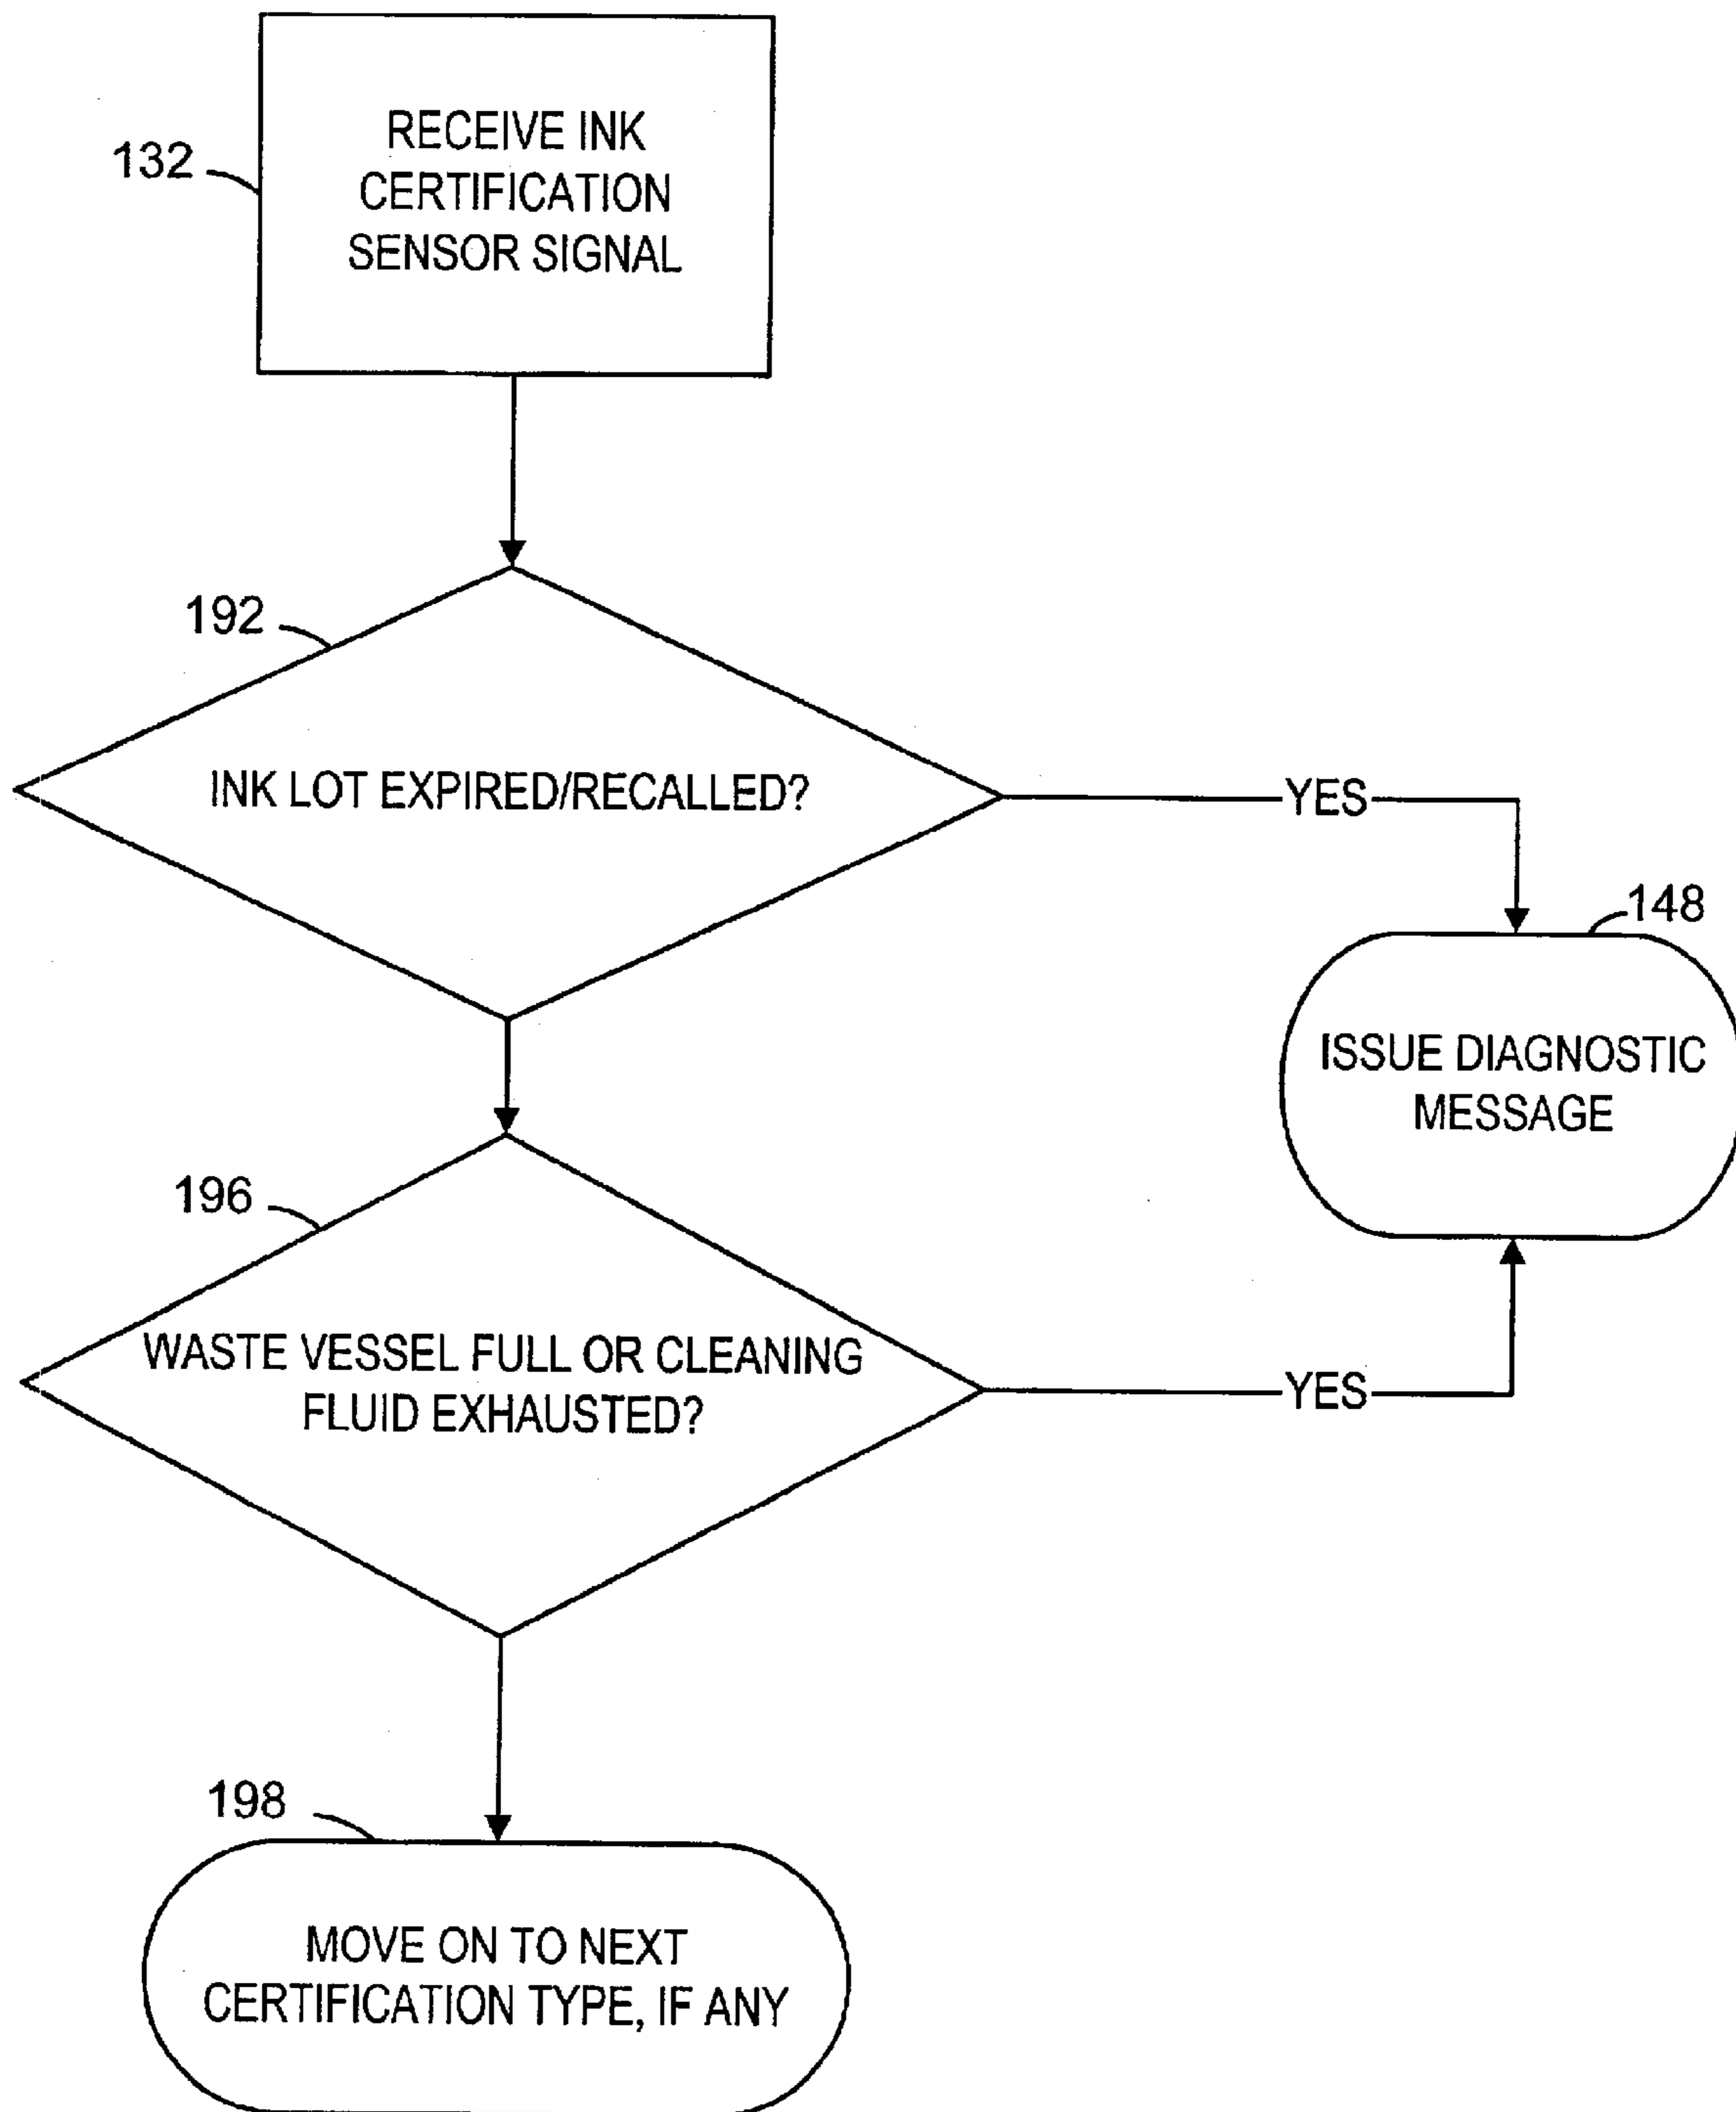 132
RECEIVE INK
CERTIFICATION
SENSOR SIGNAL
192
INK LOT EXPIRED/RECALLED?
YES
148
ISSUE DIAGNOSTIC
MESSAGE
196
WASTE VESSEL FULL OR CLEANING
FLUID EXHAUSTED?
YES
198
MOVE ON TO NEXT
CERTIFICATION TYPE, IF ANY